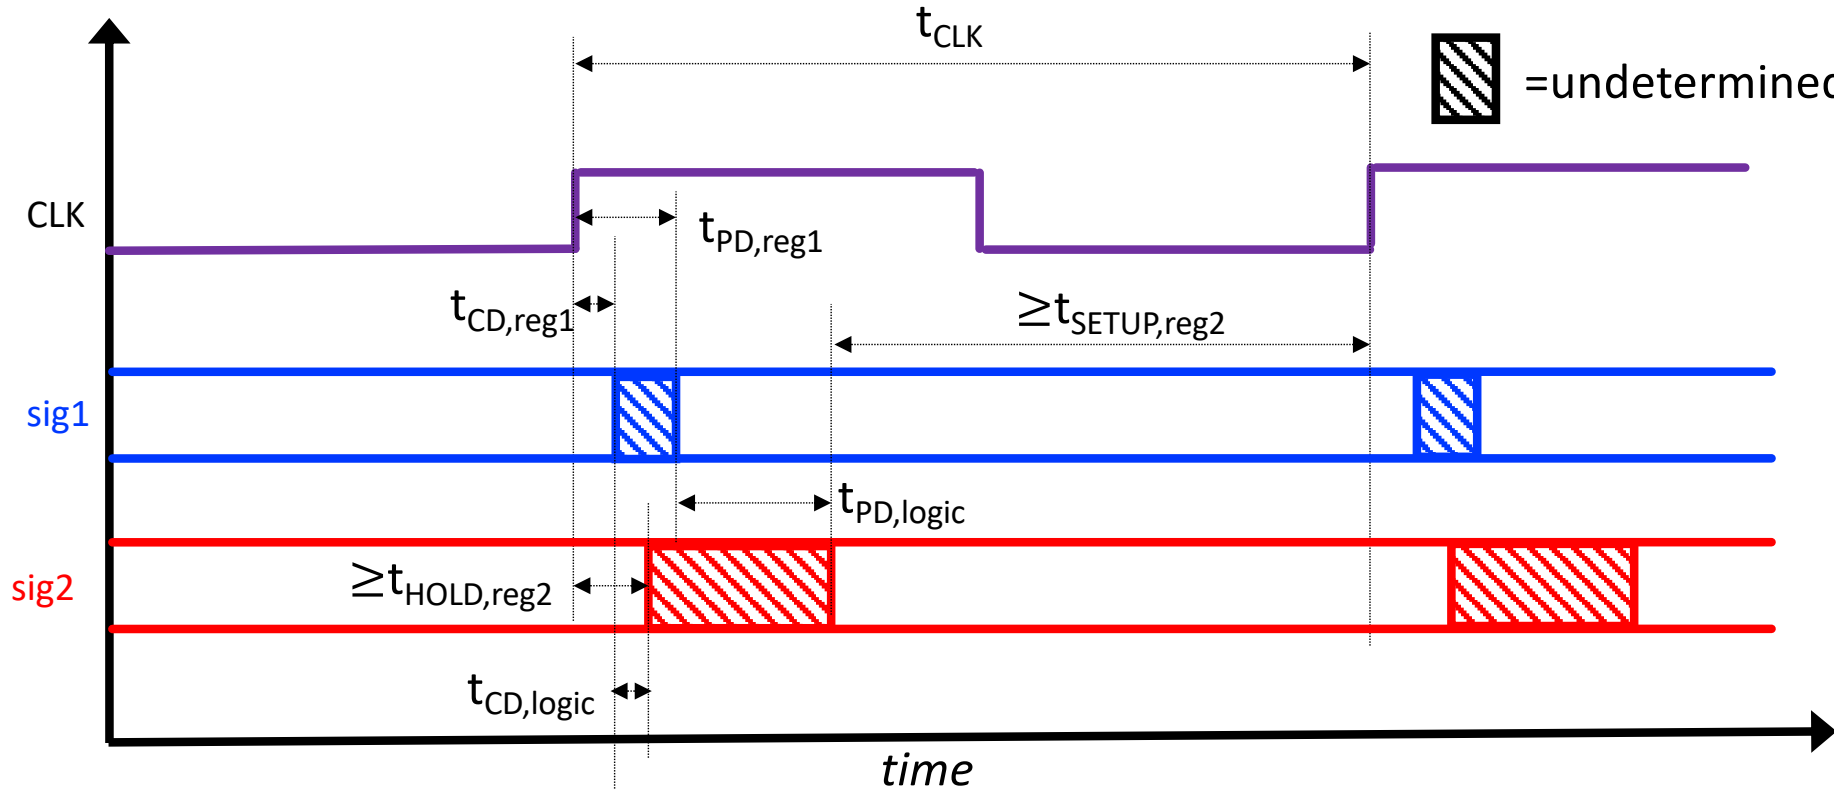 tCLK
=undetermined
CLK
tPD,reg1
tCD,reg1
≥tSETUP,reg2
sig1
tPD,logic
sig2
≥tHOLD,reg2
tCD,logic
time